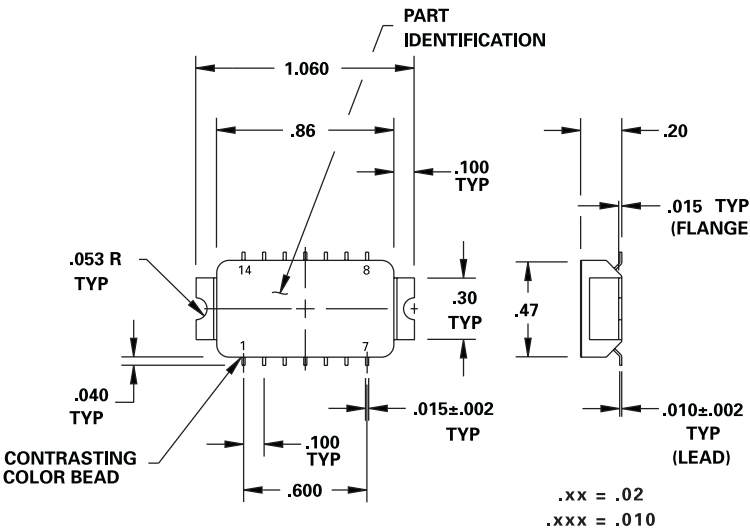 PART
IDENTIFICATION
1.060
.86
.20
.100
TYP
.015 TYP
(FLANGE
.053 R
TYP
14
8
.30
TYP
.47
1
7
.040
TYP
.015±.002
TYP
.010±.002
TYP
(LEAD)
.100
TYP
CONTRASTING
COLOR BEAD
.600
.xx = .02
.xxx = .010